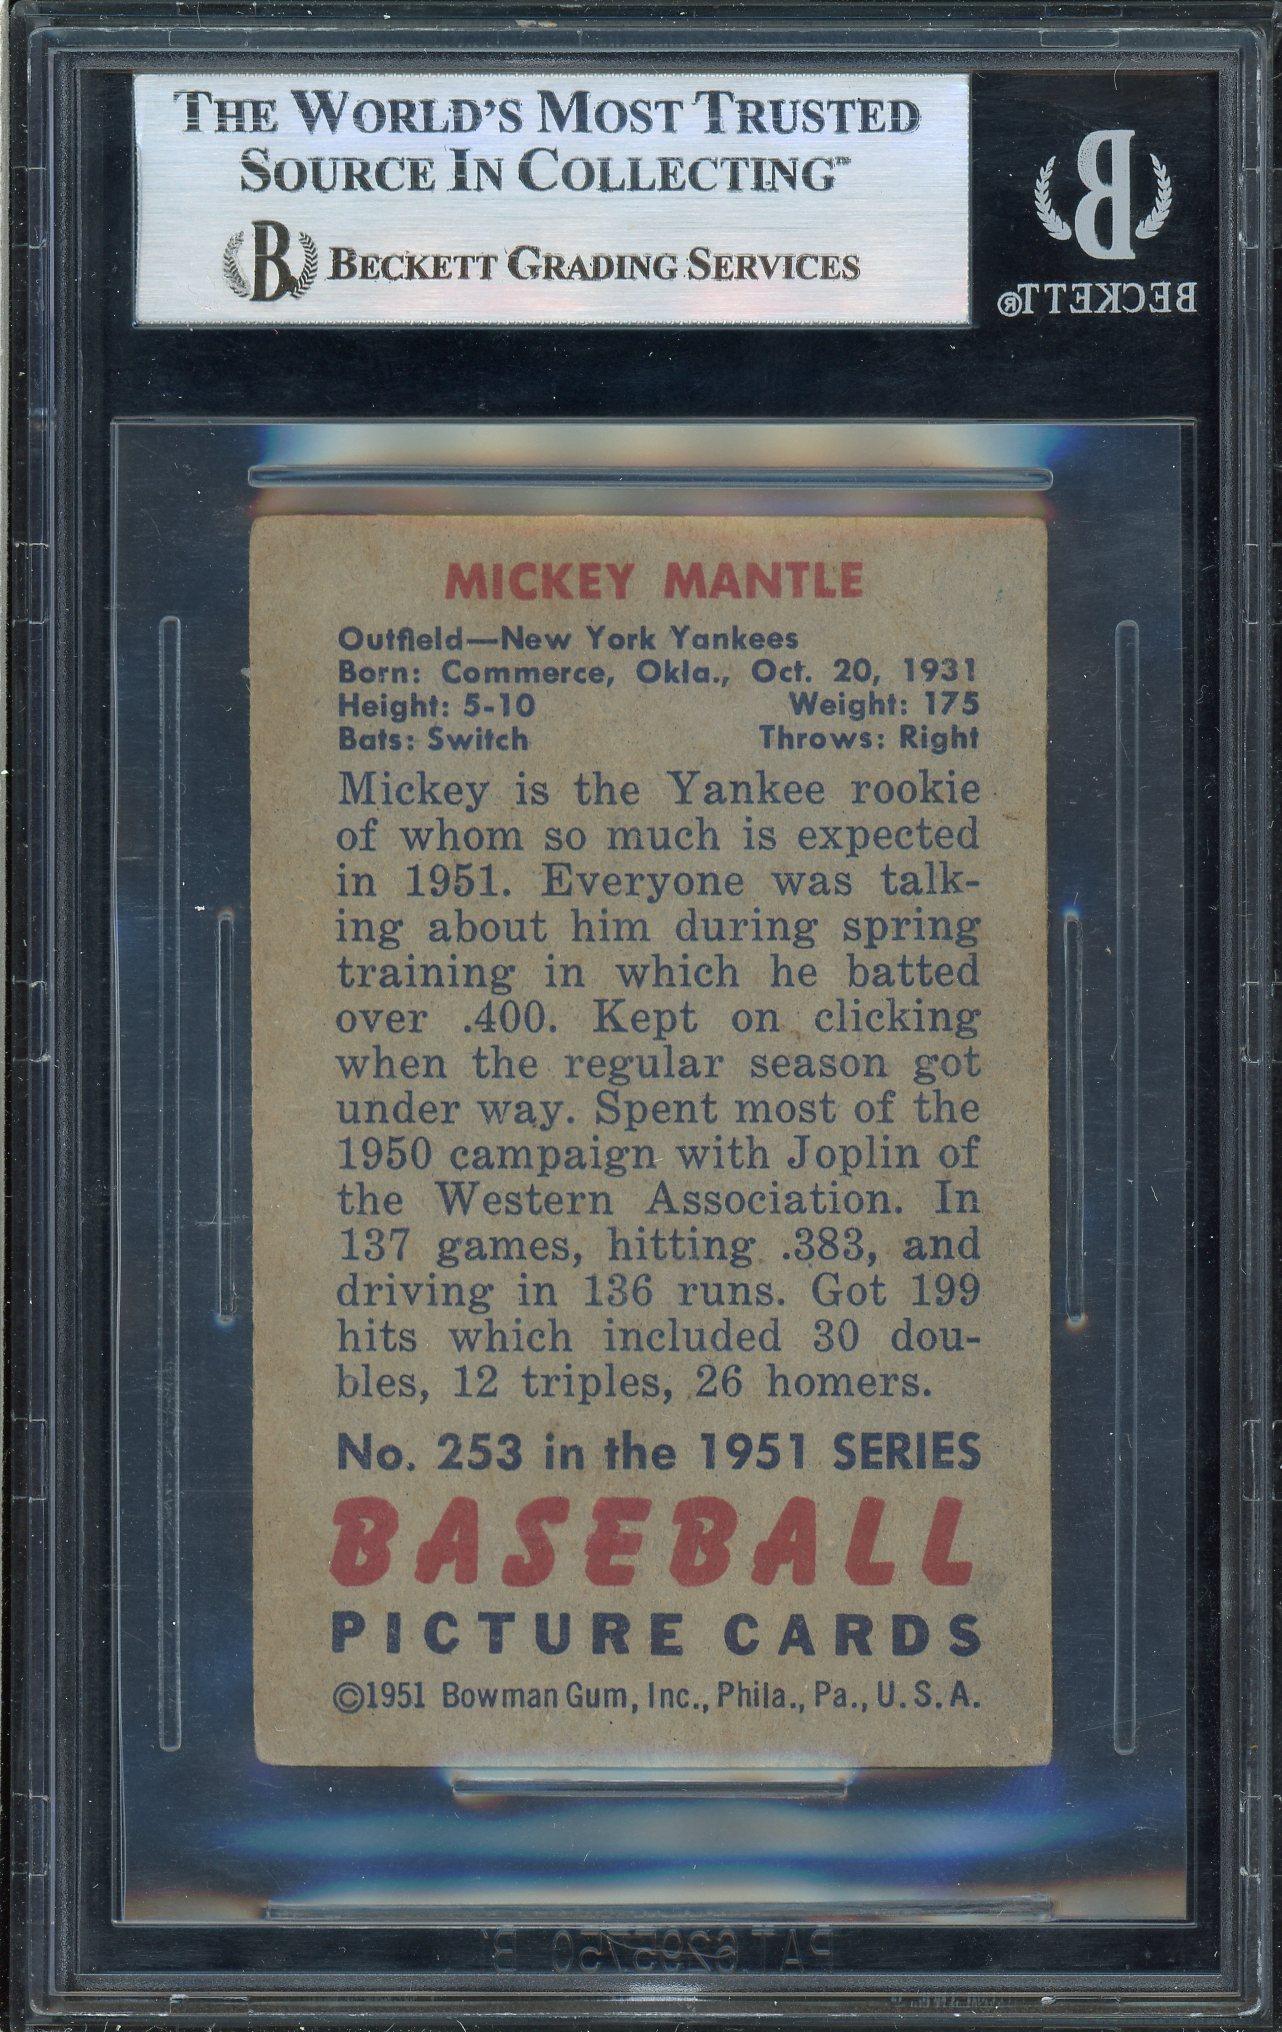 THE WORLD'S MOST TRUSTED
SOURCE IN COLLECTING™
B BECKETT GRADING SERVICES
B
BECKETT®
MICKEY MANTLE
Outfield—New York Yankees
Born: Commerce, Okla., Oct. 20, 1931
Height: 5-10 Weight: 175
Bats: Switch Throws: Right
Mickey is the Yankee rookie
of whom so much is expected
in 1951. Everyone was talk-
ing about him during spring
training in which he batted
over .400. Kept on clicking
when the regular season got
under way. Spent most of the
1950 campaign with Joplin of
the Western Association. In
137 games, hitting .383, and
driving in 136 runs. Got 199
hits which included 30 dou-
bles, 12 triples, 26 homers.
No. 253 in the 1951 SERIES
BASEBALL
PICTURE CARDS
©1951 Bowman Gum, Inc., Phila., Pa., U.S.A.